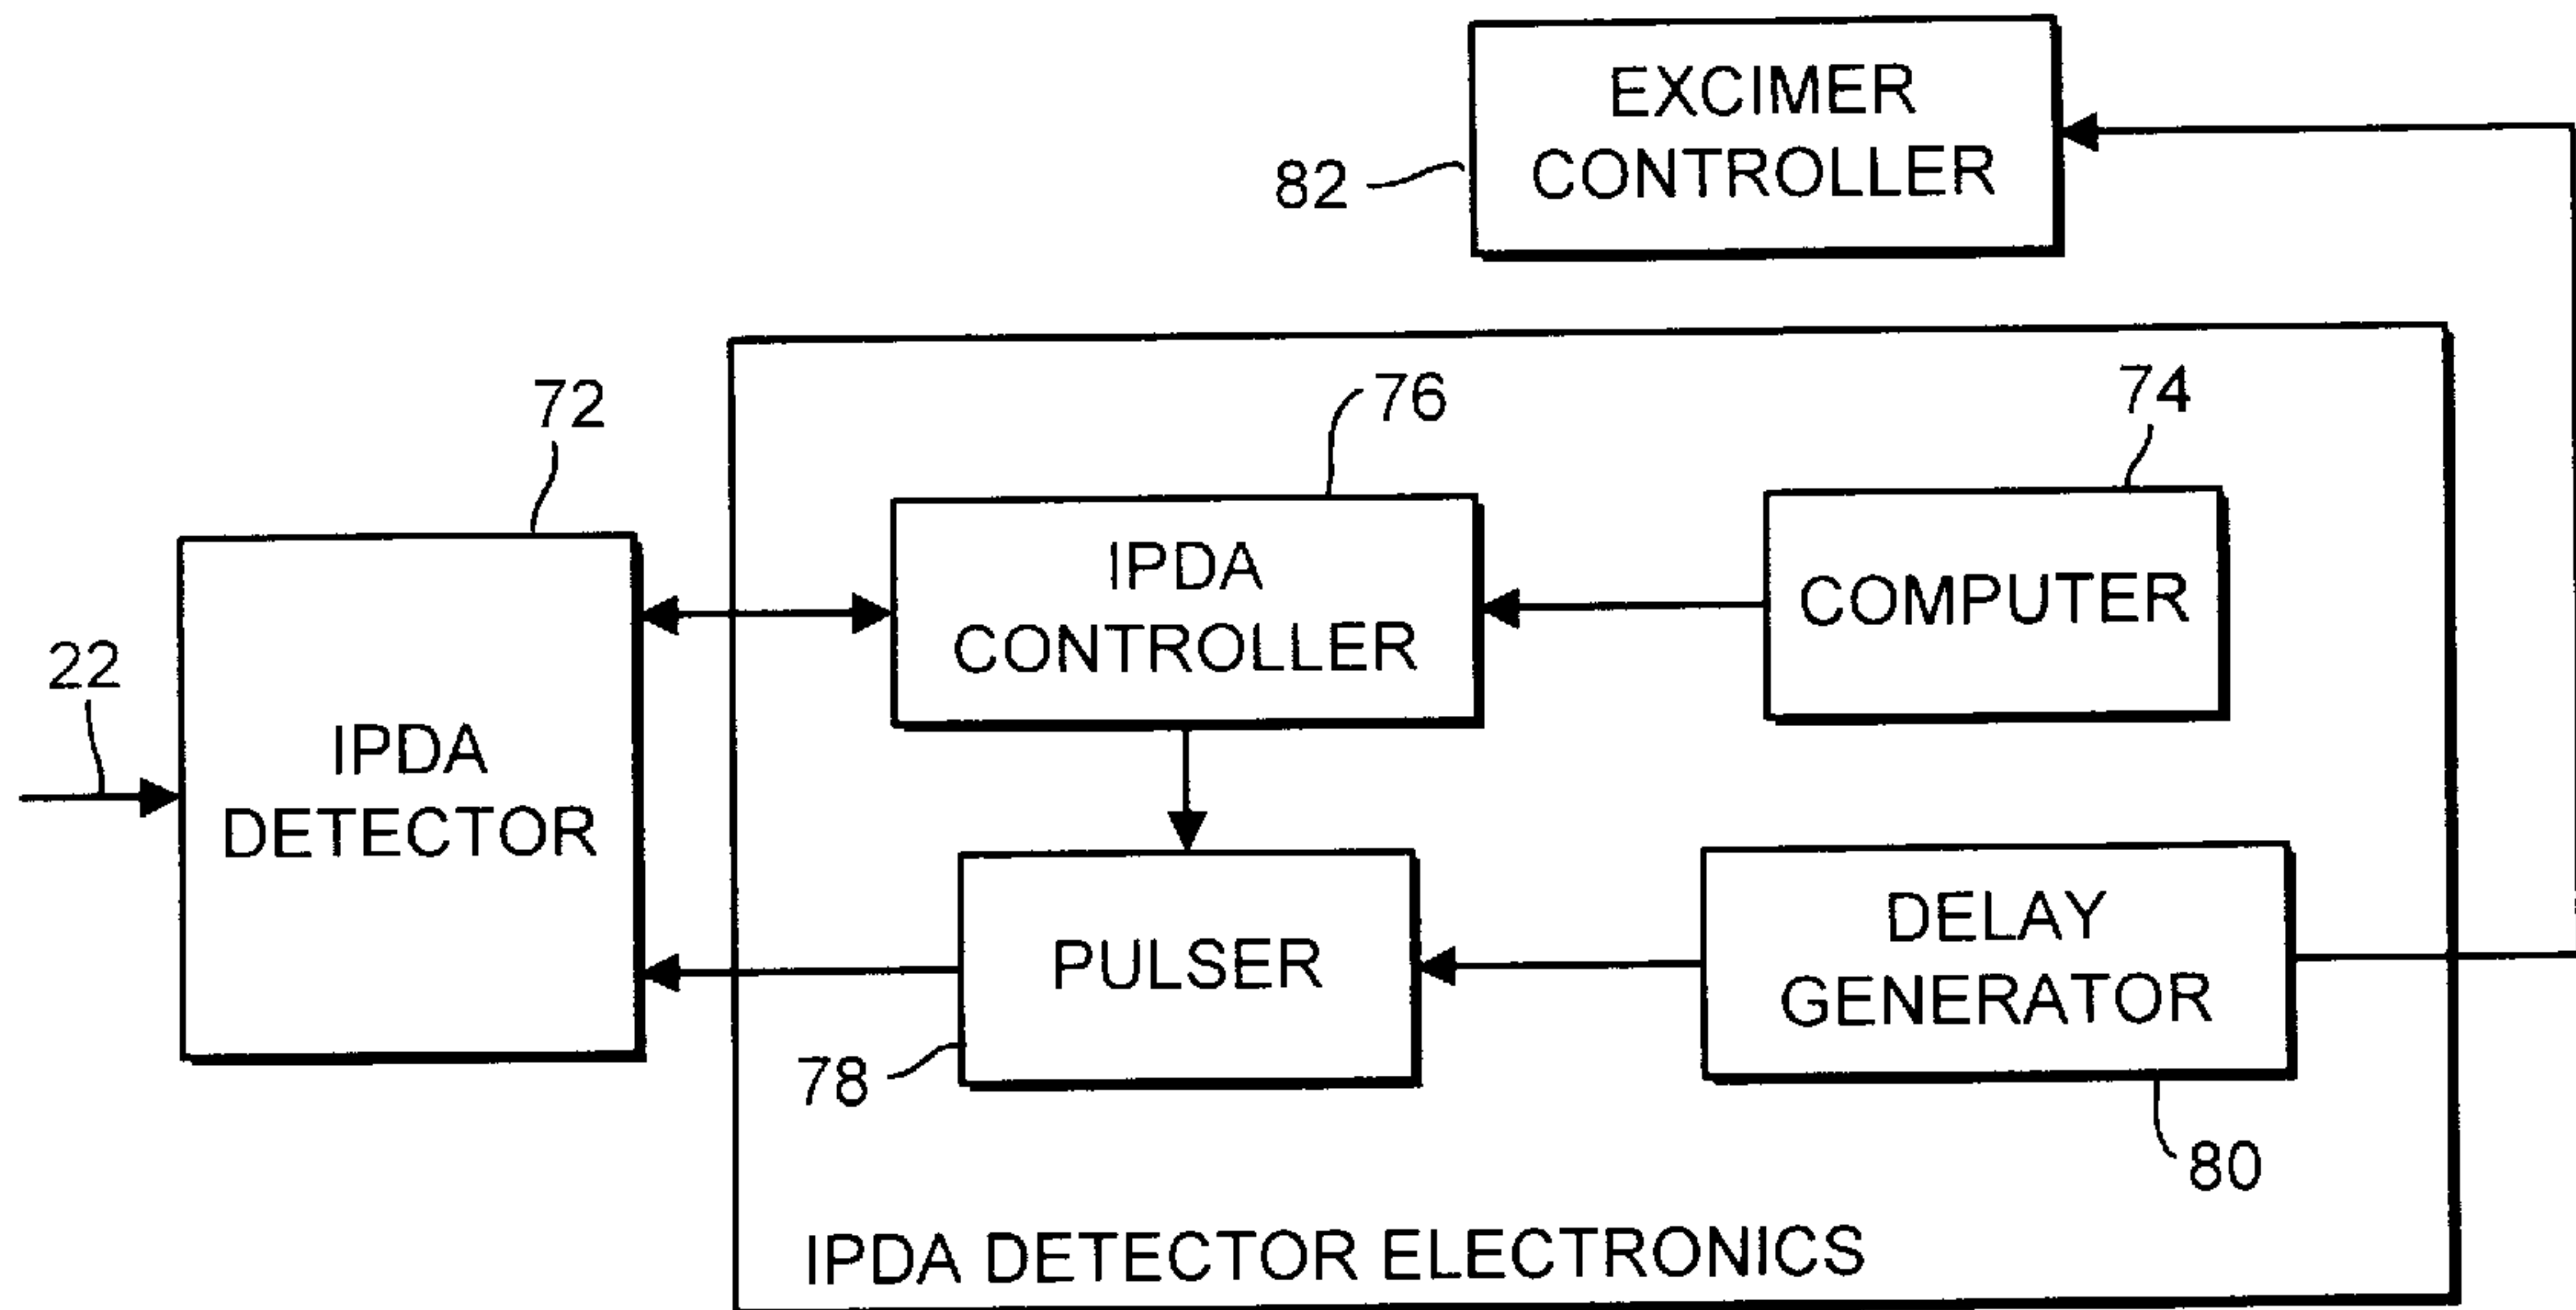 EXCIMER
CONTROLLER
82
72
76
74
IPDA
CONTROLLER
COMPUTER
22
IPDA
DETECTOR
PULSER
DELAY
GENERATOR
78
80
IPDA DETECTOR ELECTRONICS